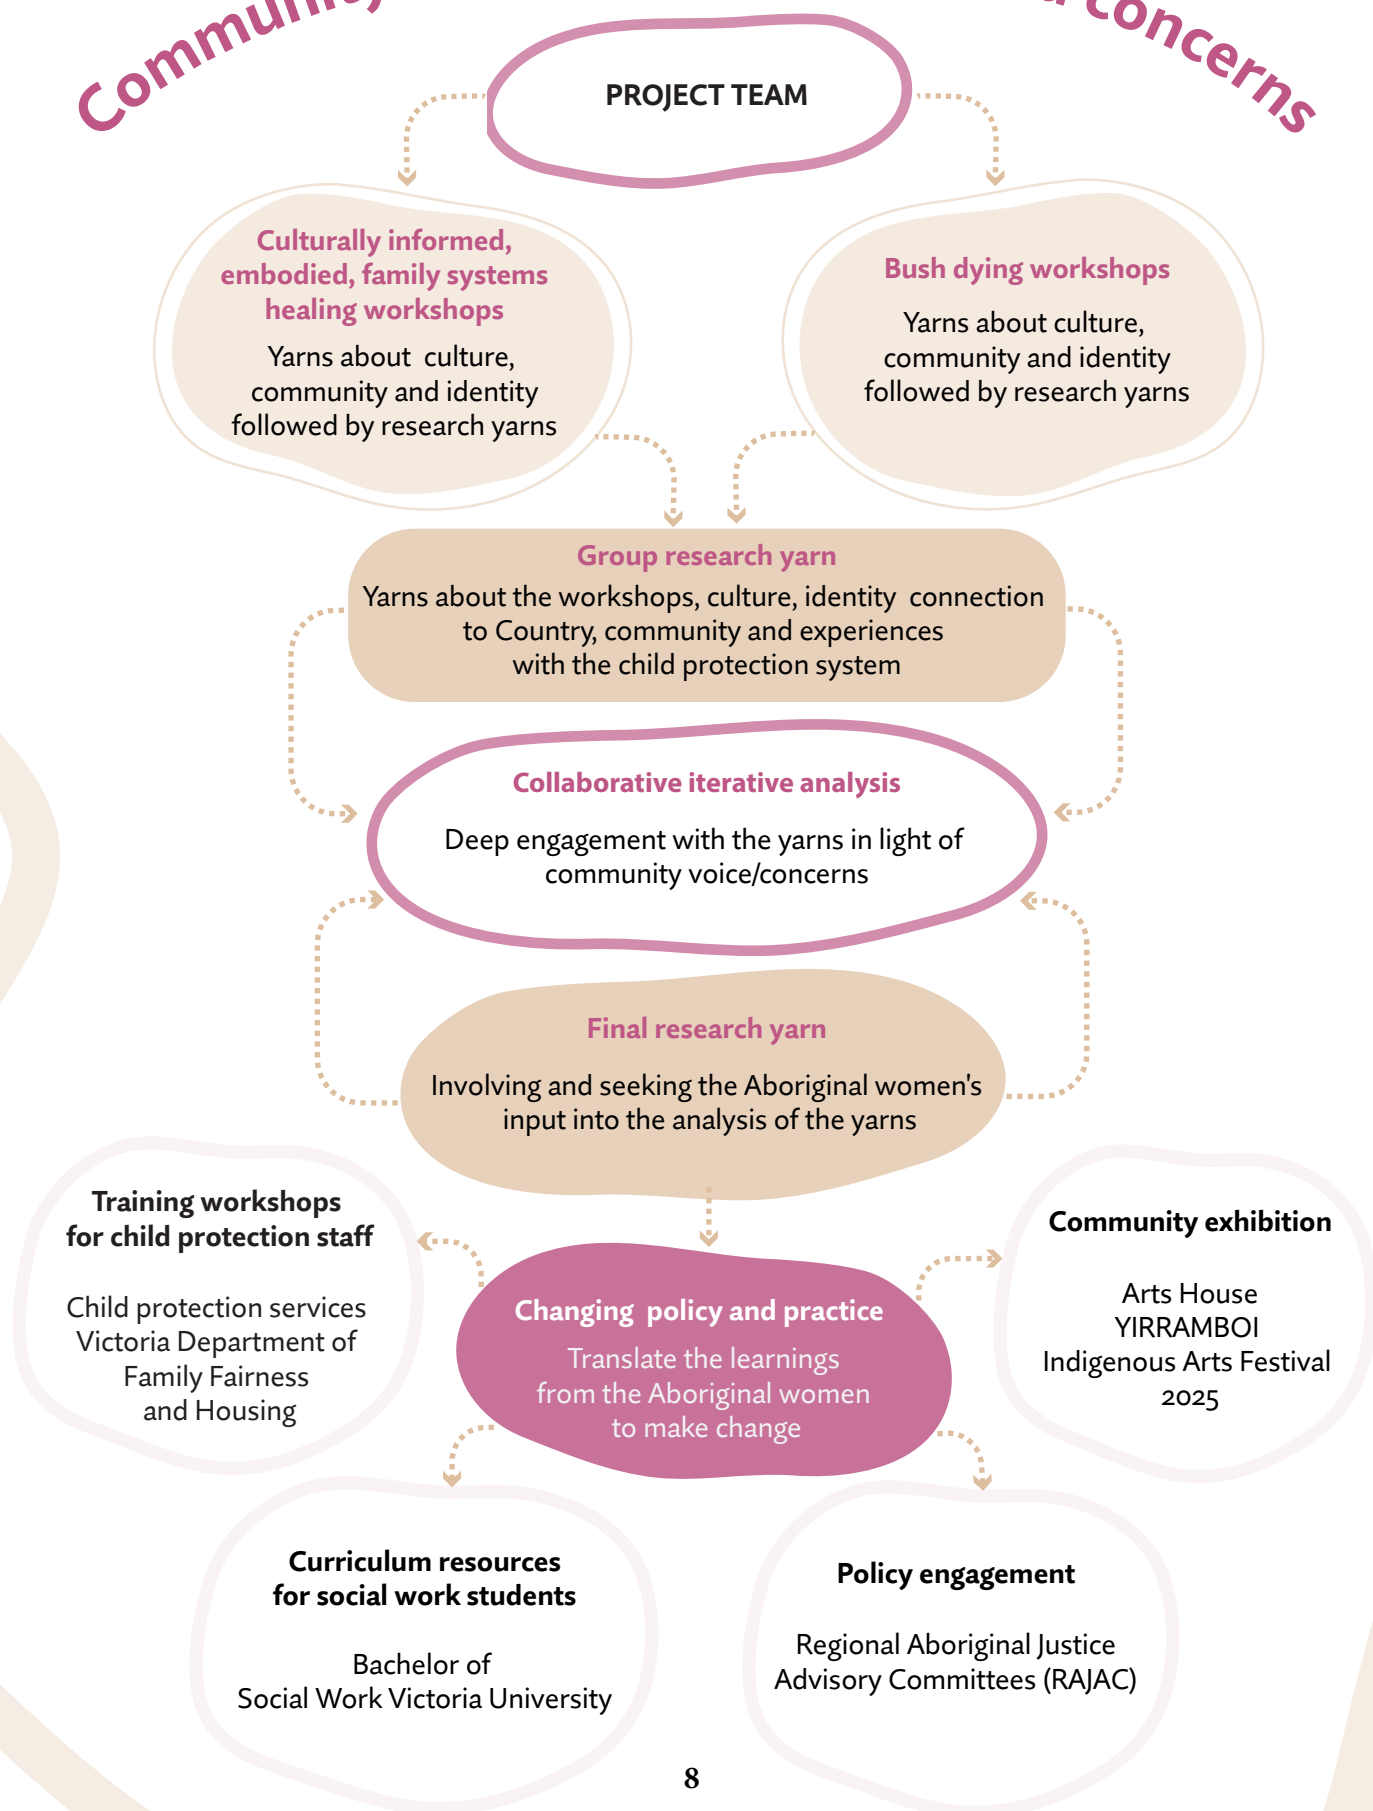 Community
concerns
PROJECT TEAM
Culturally informed,
embodied, family systems
healing workshops
Yarns about culture,
community and identity
followed by research yarns
Bush dying workshops
Yarns about culture,
community and identity
followed by research yarns
Group research yarn
Yarns about the workshops, culture, identity connection
to Country, community and experiences
with the child protection system
Collaborative iterative analysis
Deep engagement with the yarns in light of
community voice/concerns
Final research yarn
Involving and seeking the Aboriginal women's
input into the analysis of the yarns
Training workshops
for child protection staff
Child protection services
Victoria Department of
Family Fairness
and Housing
Changing policy and practice
Translate the learnings
from the Aboriginal women
to make change
Community exhibition
Arts House
YIRRAMBOI
Indigenous Arts Festival
2025
Curriculum resources
for social work students
Bachelor of
Social Work Victoria University
Policy engagement
Regional Aboriginal Justice
Advisory Committees (RAJAC)
8